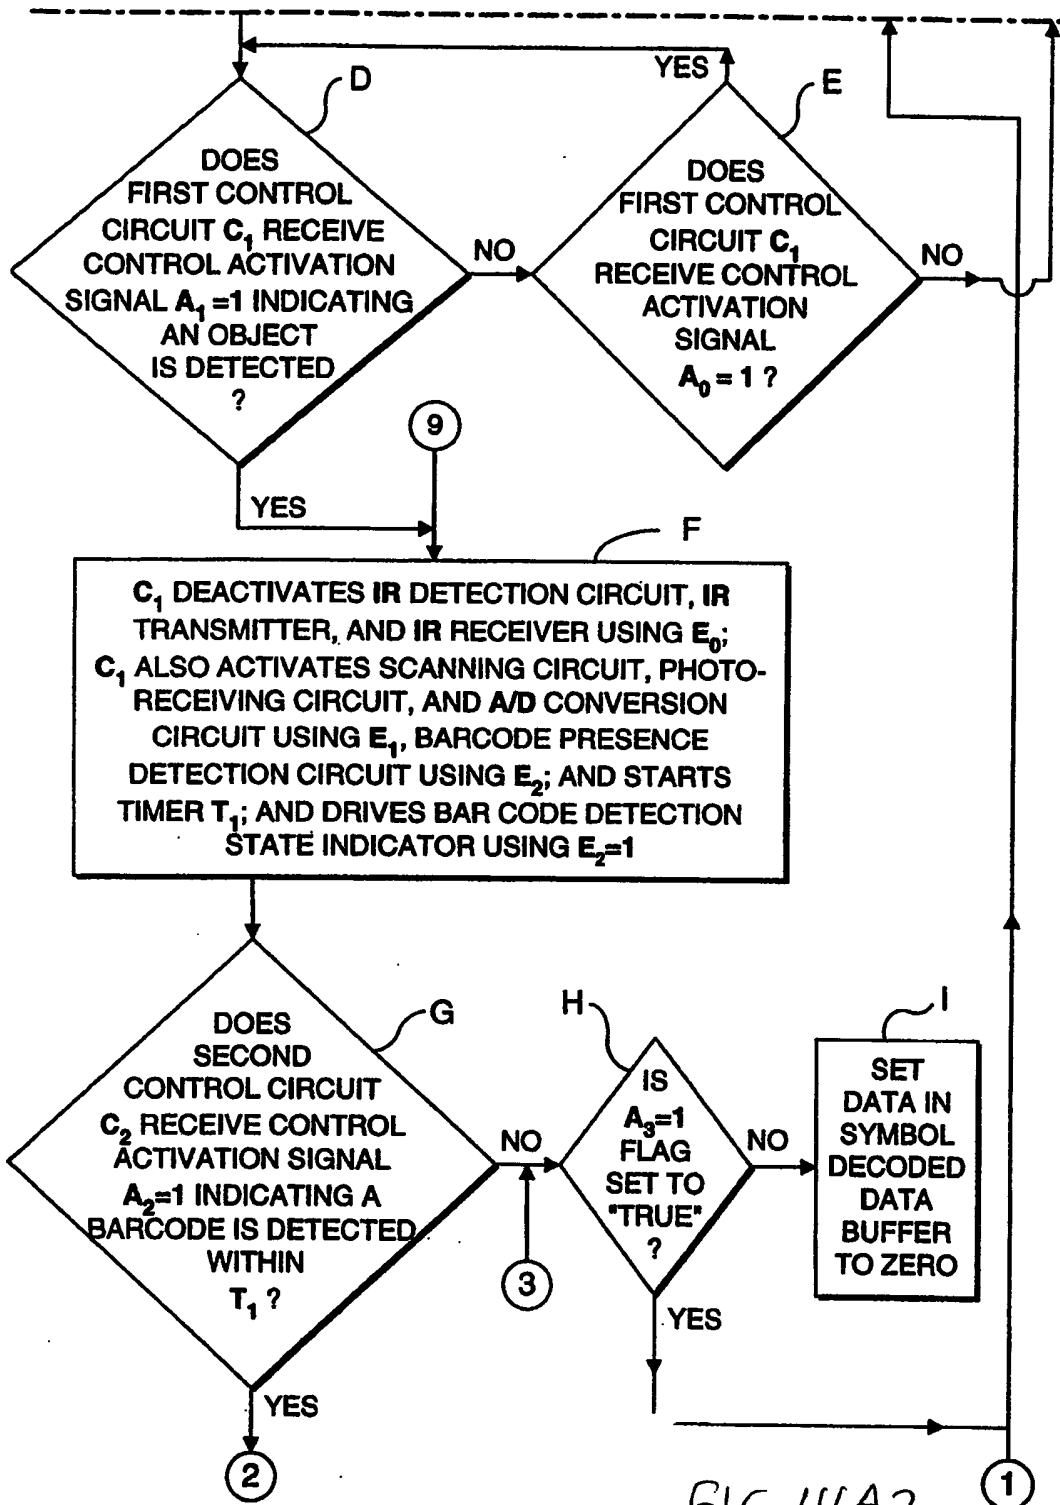 YES
D
E
DOES
FIRST CONTROL
CIRCUIT C₁ RECEIVE
CONTROL ACTIVATION
SIGNAL A₁ =1 INDICATING
AN OBJECT
IS DETECTED
?
NO
DOES
FIRST CONTROL
CIRCUIT C₁
RECEIVE CONTROL
ACTIVATION
SIGNAL
A₀ = 1 ?
NO
9
YES
F
C₁ DEACTIVATES IR DETECTION CIRCUIT, IR
TRANSMITTER, AND IR RECEIVER USING E₀;
C₁ ALSO ACTIVATES SCANNING CIRCUIT, PHOTO-
RECEIVING CIRCUIT, AND A/D CONVERSION
CIRCUIT USING E₁, BARCODE PRESENCE
DETECTION CIRCUIT USING E₂; AND STARTS
TIMER T₁; AND DRIVES BAR CODE DETECTION
STATE INDICATOR USING E₂=1
G
DOES
SECOND
CONTROL CIRCUIT
C₂ RECEIVE CONTROL
ACTIVATION SIGNAL
A₂=1 INDICATING A
BARCODE IS DETECTED
WITHIN
T₁ ?
NO
3
H
IS
A₃=1
FLAG
SET TO
"TRUE"
?
NO
I
SET
DATA IN
SYMBOL
DECODED
DATA
BUFFER
TO ZERO
YES
YES
2
1